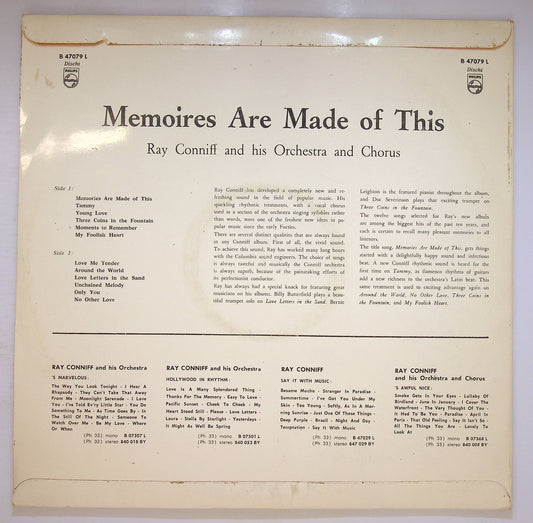 B 47079 L
Dischi
PHILIPS
B 47079 L
Dischi
PHILIPS
Memoires Are Made of This
Ray Conniff and his Orchestra and Chorus
Side 1:
Memories Are Made of This
Tammy
Young Love
Three Coins in the Fountain
Moments to Remember
My Foolish Heart
Side 2:
Love Me Tender
Around the World
Love Letters in the Sand
Unchained Melody
Only You
No Other Love
Ray Conniff has developed a completely new and re-
freshing sound in the field of popular music. His
sparkling rhythmic treatments, with a vocal chorus
used as a section of the orchestra singing syllables rather
than words, were one of the freshest new ideas in po-
pular music since the early Forties.
There are several distinct qualities that are always found
in any Conniff album. First of all, the vivid sound.
To achieve this sound, Ray has worked many long hours
with the Columbia sound engineers. The choice of songs
is always tasteful and musically the Conniff orchestra
is always superb, because of the painstaking efforts of
its perfectionist conductor.
Ray has always had a special knack for featuring great
musicians on his albums. Billy Butterfield plays a beau-
tiful trumpet solo on Love Letters in the Sand. Bernie
Leighton is the featured pianist throughout the album,
and Doc Severinsen plays that exciting trumpet on
Three Coins in the Fountain.
The twelve songs selected for Ray's new album
are among the biggest hits of the past ten years, and
each is certain to recall many pleasant memories to all
listeners.
The title song, Memories Are Made of This, gets things
started with a delightfully happy sound and infectious
beat. A new Conniff rhythmic sound is heard for the
first time on Tammy, as flamenco rhythms of guitars
add a new richness to the orchestra's Latin beat. This
same treatment is used to exciting advantage again on
Around the World, No Other Love, Three Coins in
the Fountain, and My Foolish Heart.
RAY CONNIFF and his Orchestra
'S MARVELOUS:
The Way You Look Tonight - I Hear A
Rhapsody - They Can't Take That Away
From Me - Moonlight Serenade - I Love
You - I've Told Ev'ry Little Star - You Do
Something To Me - As Time Goes By - In
The Still Of The Night - Someone To
Watch Over Me - Be My Love - Where
Or When
(Ph 33) mono B 07257 L
(Ph 33) stereo 840 018 BY
RAY CONNIFF and his Orchestra
HOLLYWOOD IN RHYTHM:
Love Is A Many Splendored Thing -
Thanks For The Memory - Easy To Love -
Pacific Sunset - Cheek To Cheek - My
Heart Stood Still - Please - Love Letters -
Laura - Stella By Starlight - Yesterdays -
It Might As Well Be Spring
(Ph 33) mono B 07501 L
(Ph 33) stereo 840 053 BY
RAY CONNIFF
SAY IT WITH MUSIC:
Besame Mucho - Stranger In Paradise -
Summertime - I've Got You Under My
Skin - Too Young - Softly, As In A Mor-
ning Sunrise - Just One Of Those Things -
Deep Purple - Brazil - Night And Day -
Temptation - Say It With Music
(Ph 33) mono B 47029 L
(Ph 33) stereo 847 029 BY
RAY CONNIFF
and his Orchestra and Chorus
'S AWFUL NICE:
Smoke Gets In Your Eyes - Lullaby Of
Birdland - June In January - I Cover The
Waterfront - The Very Thought Of You -
It Had To Be You - Paradise - April In
Paris - That Old Feeling - Say It Isn't So -
All The Things You Are - Lovely To
Look At
(Ph 33) mono B 07368 L
(Ph 33) stereo 840 005 BY